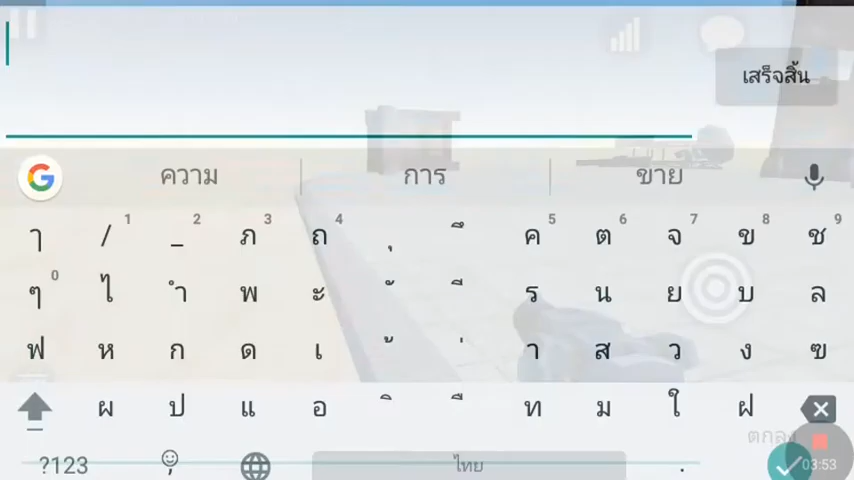 เสร็จสิ้น
G ความ การ ขาย
ๅ / 1 _ 2 ภ 3 ถ 4 ุ ึ ค 5 ต 6 จ 7 ข 8 ช 9
ๆ 0 ไ ำ พ ะ ั ี ร น ย บ ล
ฟ ห ก ด เ ้ ่ า ส ว ง ฃ
ผ ป แ อ ิ ื ท ม ใ ฝ
ตกลง
?123 , ไทย . 03:53